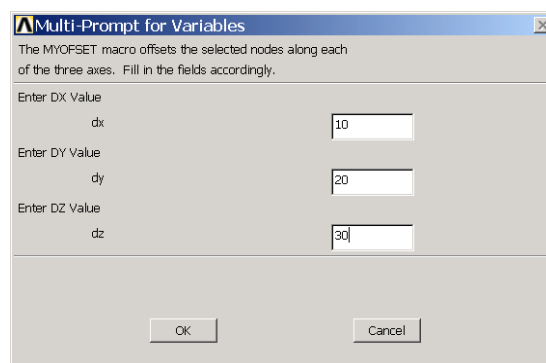 Multi-Prompt for Variables
The MYOFSET macro offsets the selected nodes along each
of the three axes. Fill in the fields accordingly.
Enter DX Value
dx 10
Enter DY Value
dy 20
Enter DZ Value
dz 30
OK Cancel